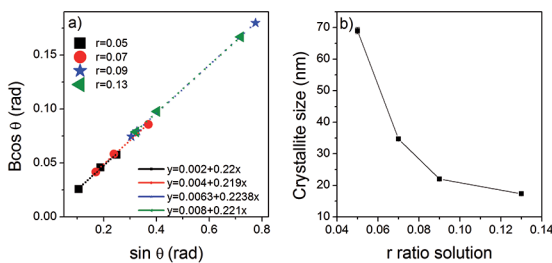 a)
r=0.05
r=0.07
r=0.09
r=0.13
y=0.002+0.22x
y=0.004+0.219x
y=0.0063+0.2238x
y=0.008+0.221x
Bcos θ (rad)
0.15
0.10
0.05
0.00
0.0 0.2 0.4 0.6 0.8
sin θ (rad)
b)
Crystallite size (nm)
70
60
50
40
30
20
10
0.04 0.06 0.08 0.10 0.12 0.14
r ratio solution